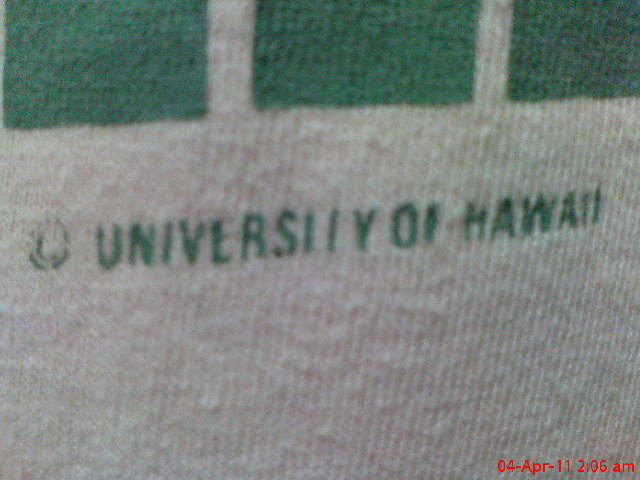 © UNIVERSITY OF HAWAII
04-Apr-11 2:06 am